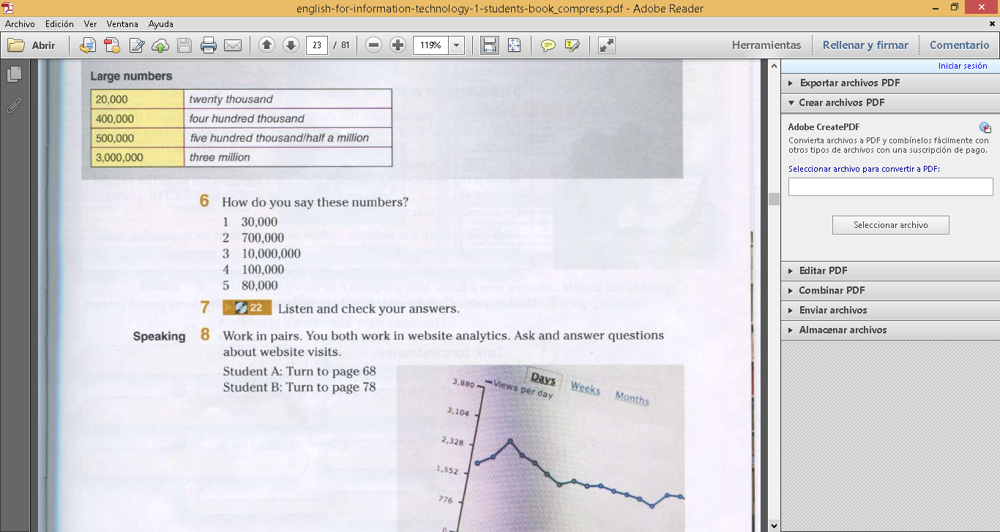 english-for-information-technology-1-students-book_compress.pdf - Adobe Reader
Archivo Edición Ver Ventana Ayuda
Abrir 23 / 81 119% Herramientas Rellenar y firmar Comentario
Iniciar sesión
Exportar archivos PDF
Crear archivos PDF
Adobe CreatePDF
Convierta archivos a PDF y combínelos fácilmente con
otros tipos de archivos con una suscripción de pago.
Seleccionar archivo para convertir a PDF:
Seleccionar archivo
Editar PDF
Combinar PDF
Enviar archivos
Almacenar archivos
Large numbers
20,000 twenty thousand
400,000 four hundred thousand
500,000 five hundred thousand/half a million
3,000,000 three million
6 How do you say these numbers?
1 30,000
2 700,000
3 10,000,000
4 100,000
5 80,000
7 22 Listen and check your answers.
Speaking 8 Work in pairs. You both work in website analytics. Ask and answer questions
about website visits.
Student A: Turn to page 68
Student B: Turn to page 78
Days Weeks Months
Views per day
3,880
3,104
2,328
1,552
776
0